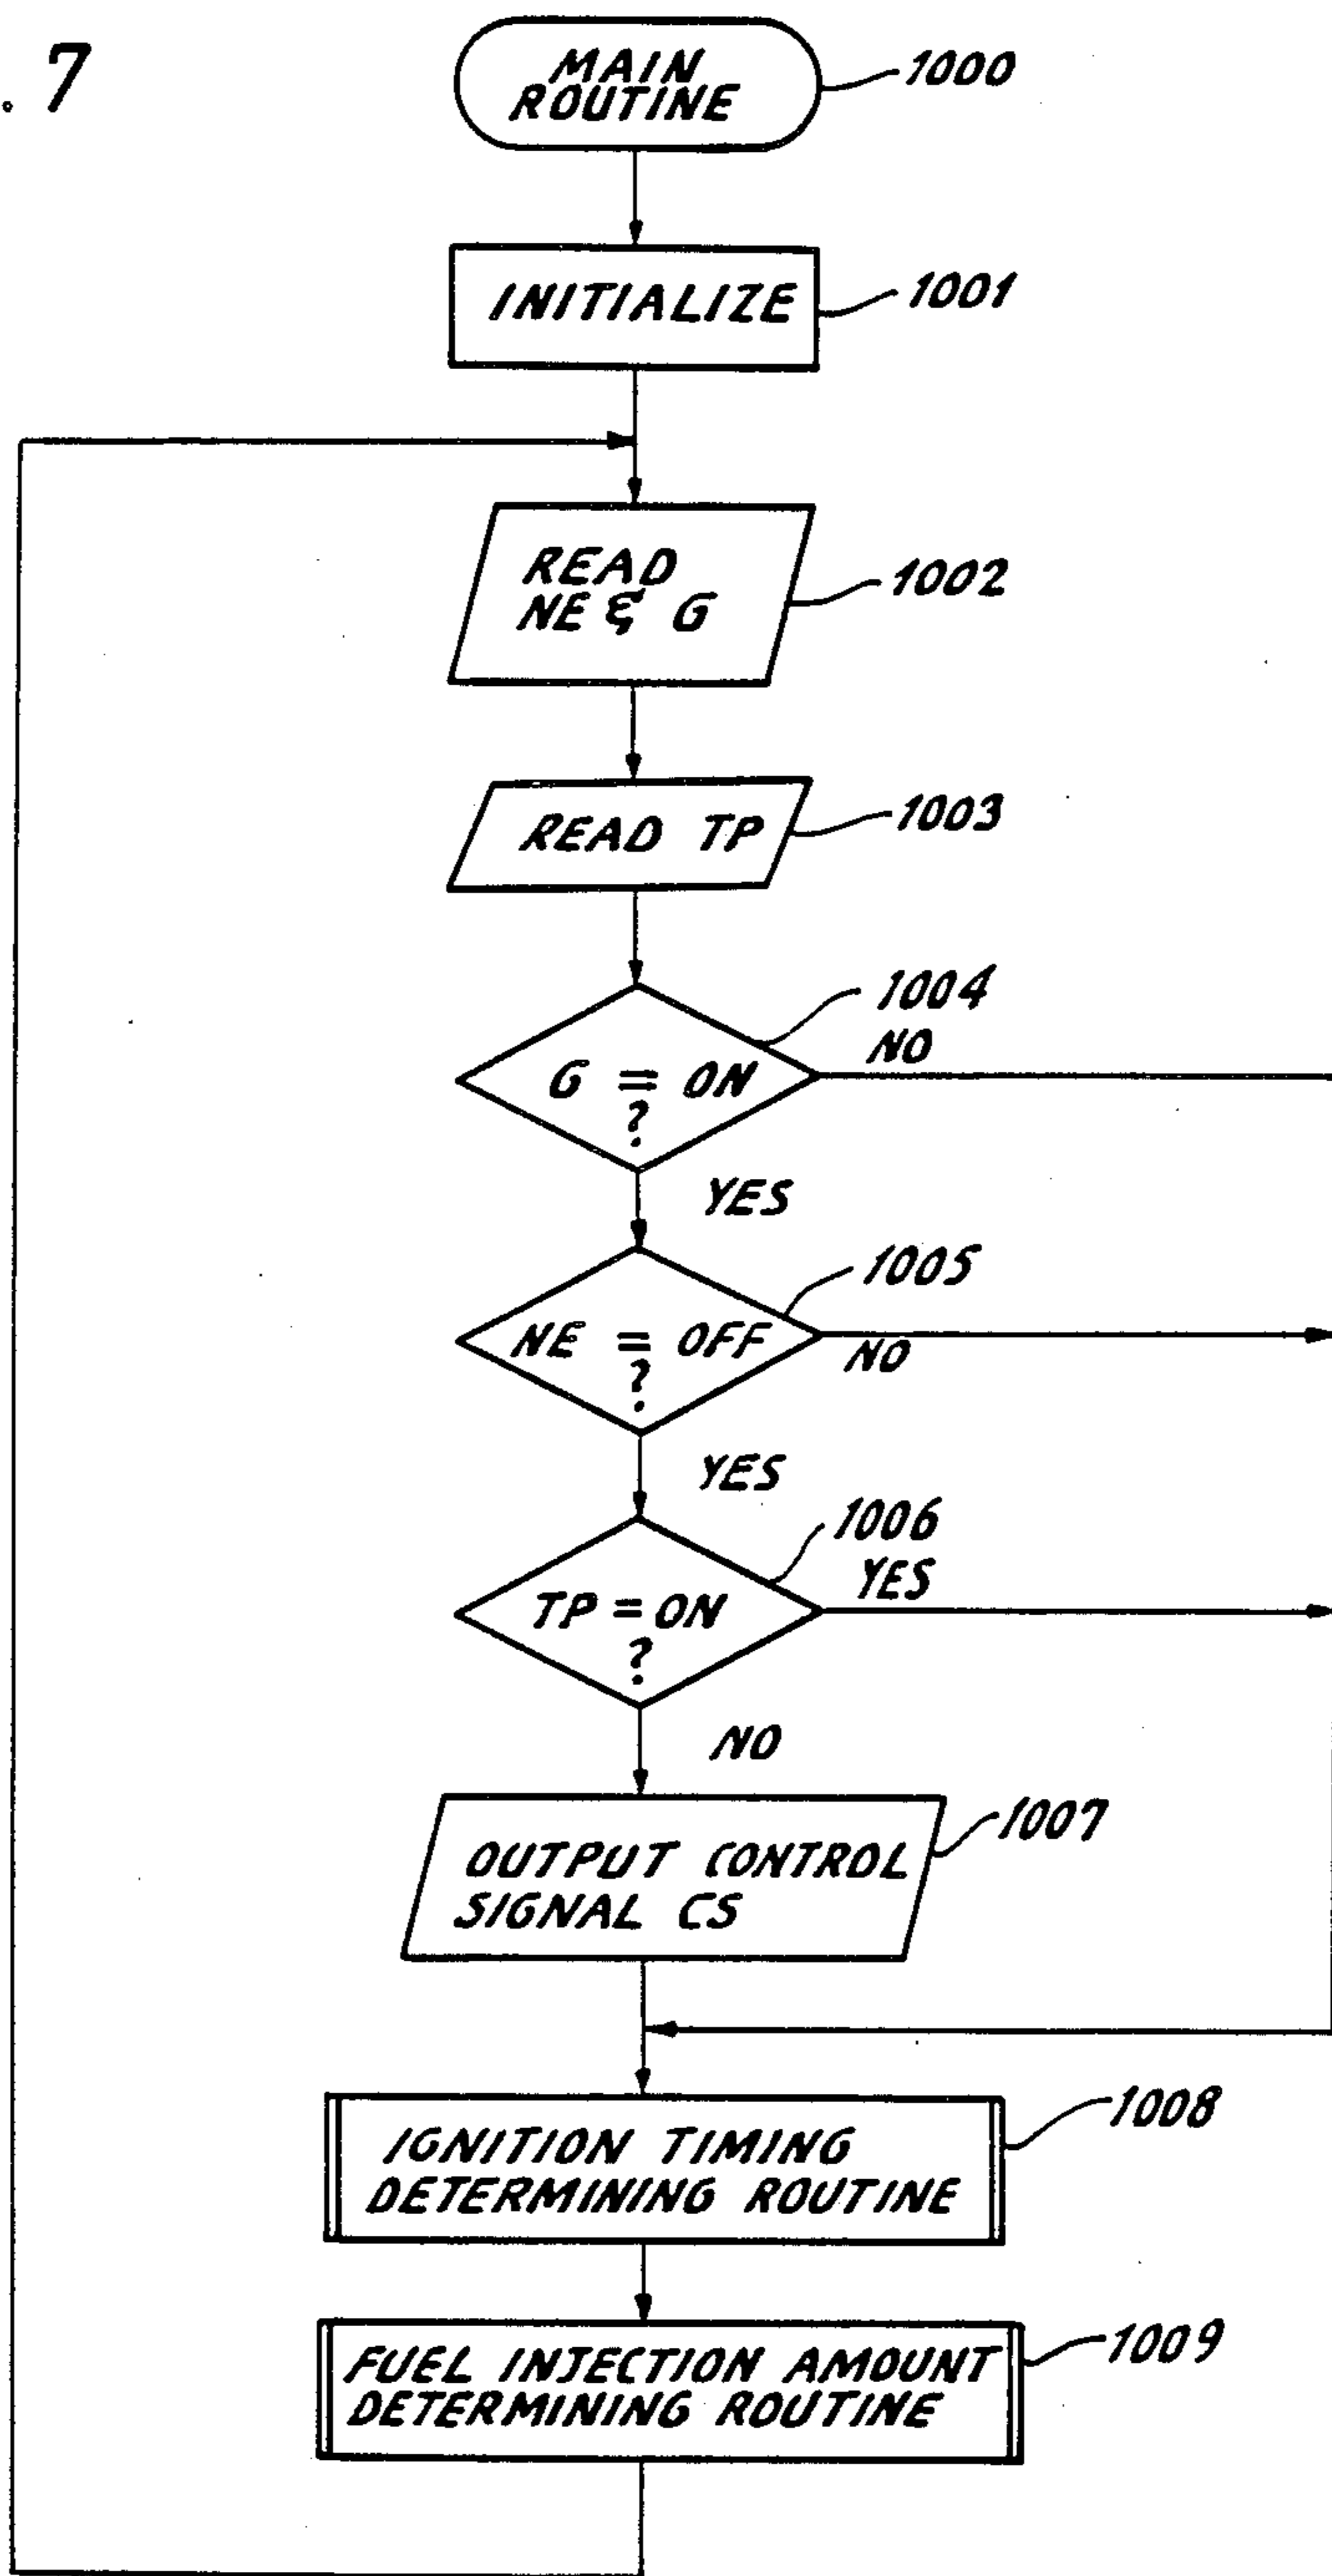 . 7
MAIN
ROUTINE
1000
INITIALIZE
1001
READ
NE & G
1002
READ TP
1003
1004
G = ON
?
NO
YES
1005
NE = OFF
?
NO
YES
1006
TP = ON
?
YES
NO
1007
OUTPUT CONTROL
SIGNAL CS
1008
IGNITION TIMING
DETERMINING ROUTINE
1009
FUEL INJECTION AMOUNT
DETERMINING ROUTINE